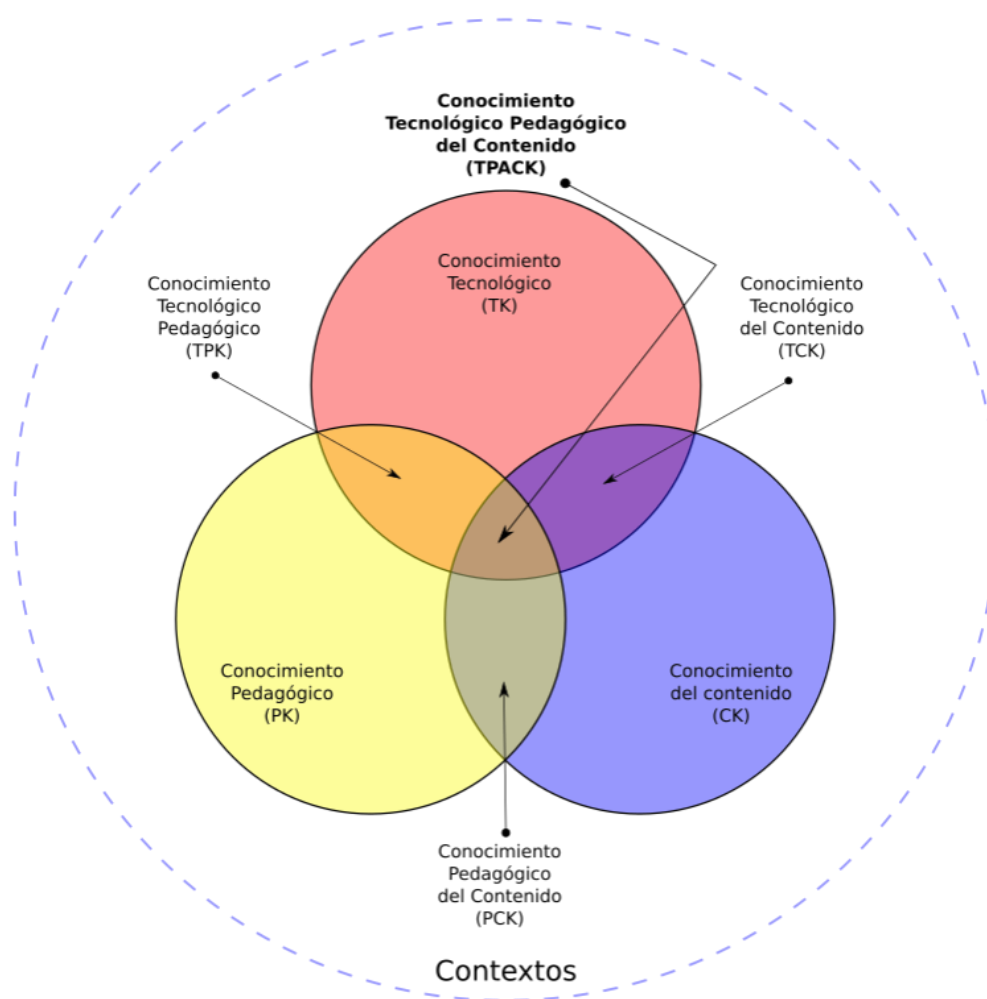 Conocimiento
Tecnológico Pedagógico
del Contenido
(TPACK)
Conocimiento
Tecnológico
(TK)
Conocimiento
Tecnológico
Pedagógico
(TPK)
Conocimiento
Tecnológico
del Contenido
(TCK)
Conocimiento
Pedagógico
(PK)
Conocimiento
del contenido
(CK)
Conocimiento
Pedagógico
del Contenido
(PCK)
Contextos